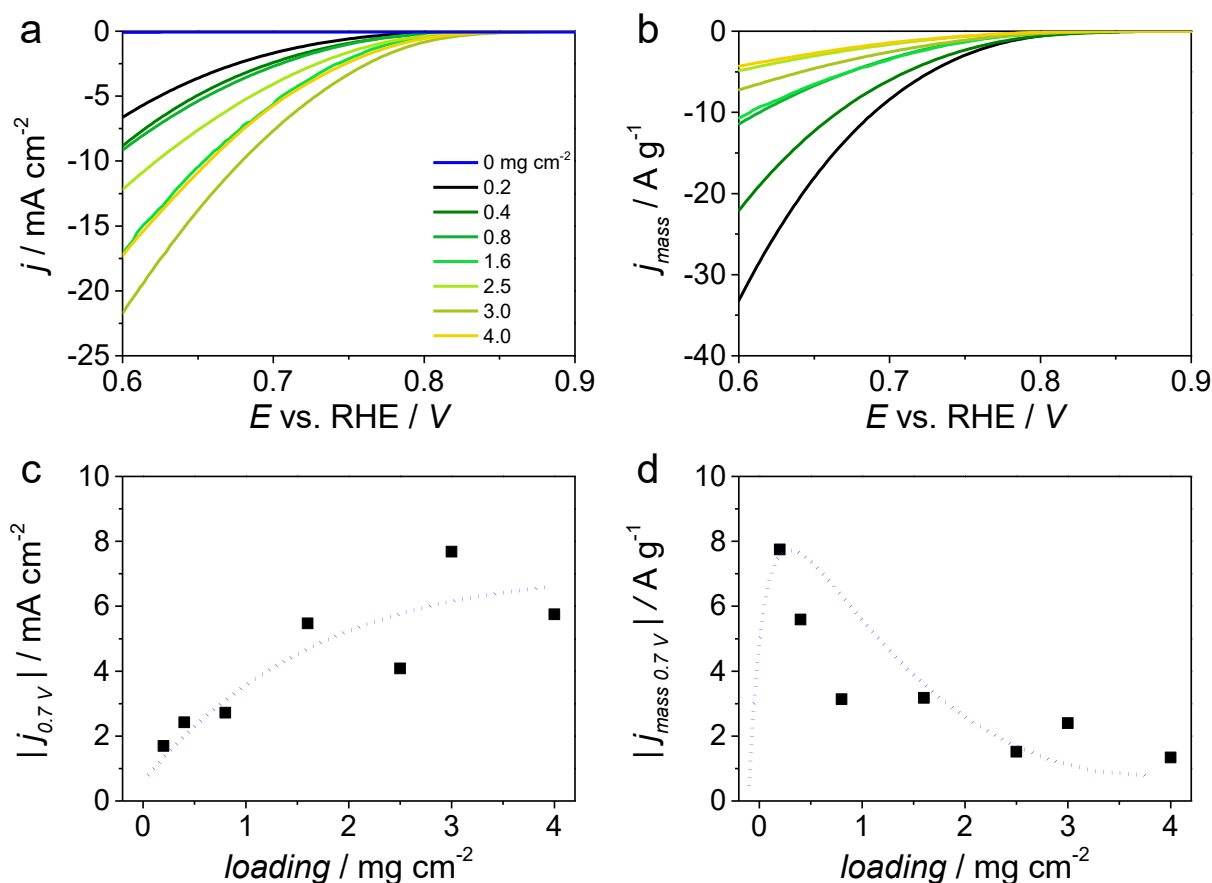 a
0
-5
-10
-15
-20
-25
j / mA cm⁻²
0.6 0.7 0.8 0.9
E vs. RHE / V
0 mg cm⁻²
0.2
0.4
0.8
1.6
2.5
3.0
4.0
b
0
-10
-20
-30
-40
j mass / A g⁻¹
0.6 0.7 0.8 0.9
E vs. RHE / V
c
10
8
6
4
2
0
| j 0.7 V | / mA cm⁻²
0 1 2 3 4
loading / mg cm⁻²
d
10
8
6
4
2
0
| j mass 0.7 V | / A g⁻¹
0 1 2 3 4
loading / mg cm⁻²